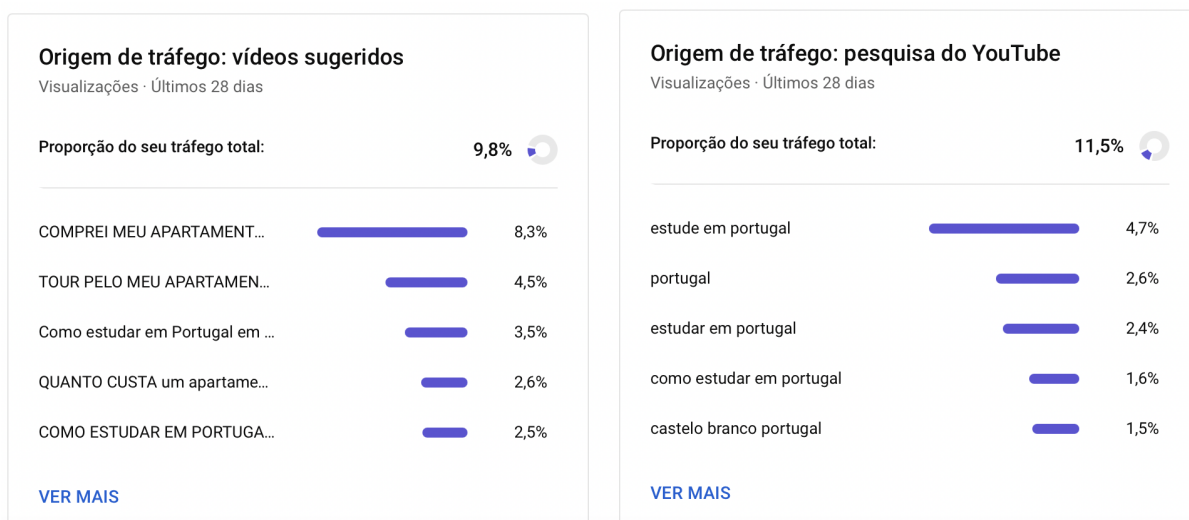 Origem de tráfego: vídeos sugeridos
Visualizações · Últimos 28 dias
Proporção do seu tráfego total: 9,8%
COMPREI MEU APARTAMENT... 8,3%
TOUR PELO MEU APARTAMEN... 4,5%
Como estudar em Portugal em ... 3,5%
QUANTO CUSTA um apartame... 2,6%
COMO ESTUDAR EM PORTUGA... 2,5%
VER MAIS
Origem de tráfego: pesquisa do YouTube
Visualizações · Últimos 28 dias
Proporção do seu tráfego total: 11,5%
estude em portugal 4,7%
portugal 2,6%
estudar em portugal 2,4%
como estudar em portugal 1,6%
castelo branco portugal 1,5%
VER MAIS